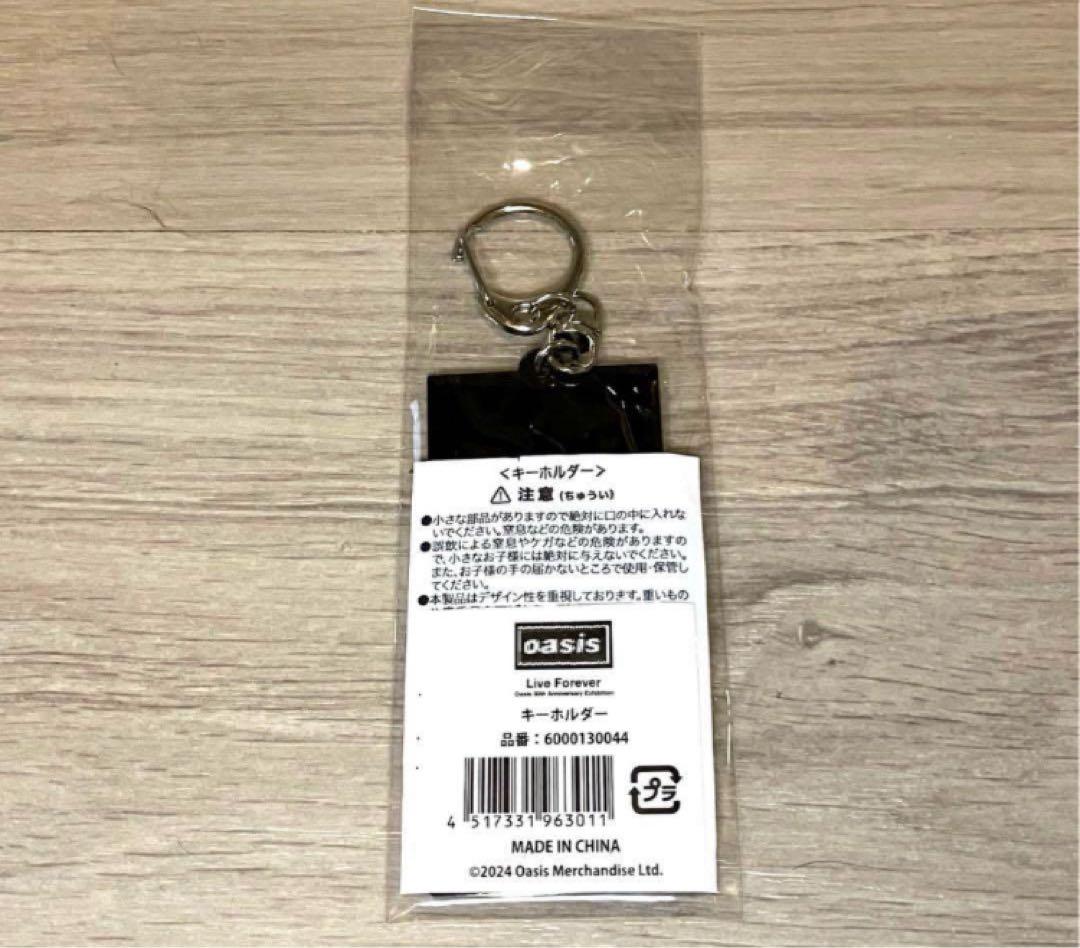 <キーホルダー>
注意(ちゅうい)
●小さな部品がありますので絶対に口の中に入れな
いでください。窒息などの危険があります。
●誤飲による窒息やケガなどの危険がありますの
で、小さなお子様には絶対に与えないでください。
また、お子様の手の届かないところで使用・保管し
てください。
●本製品はデザイン性を重視しております。重いもの
oasis
Live Forever
Oasis 30th Anniversary Exhibition
キーホルダー
品番：6000130044
プラ
4 517331 963011
MADE IN CHINA
©2024 Oasis Merchandise Ltd.